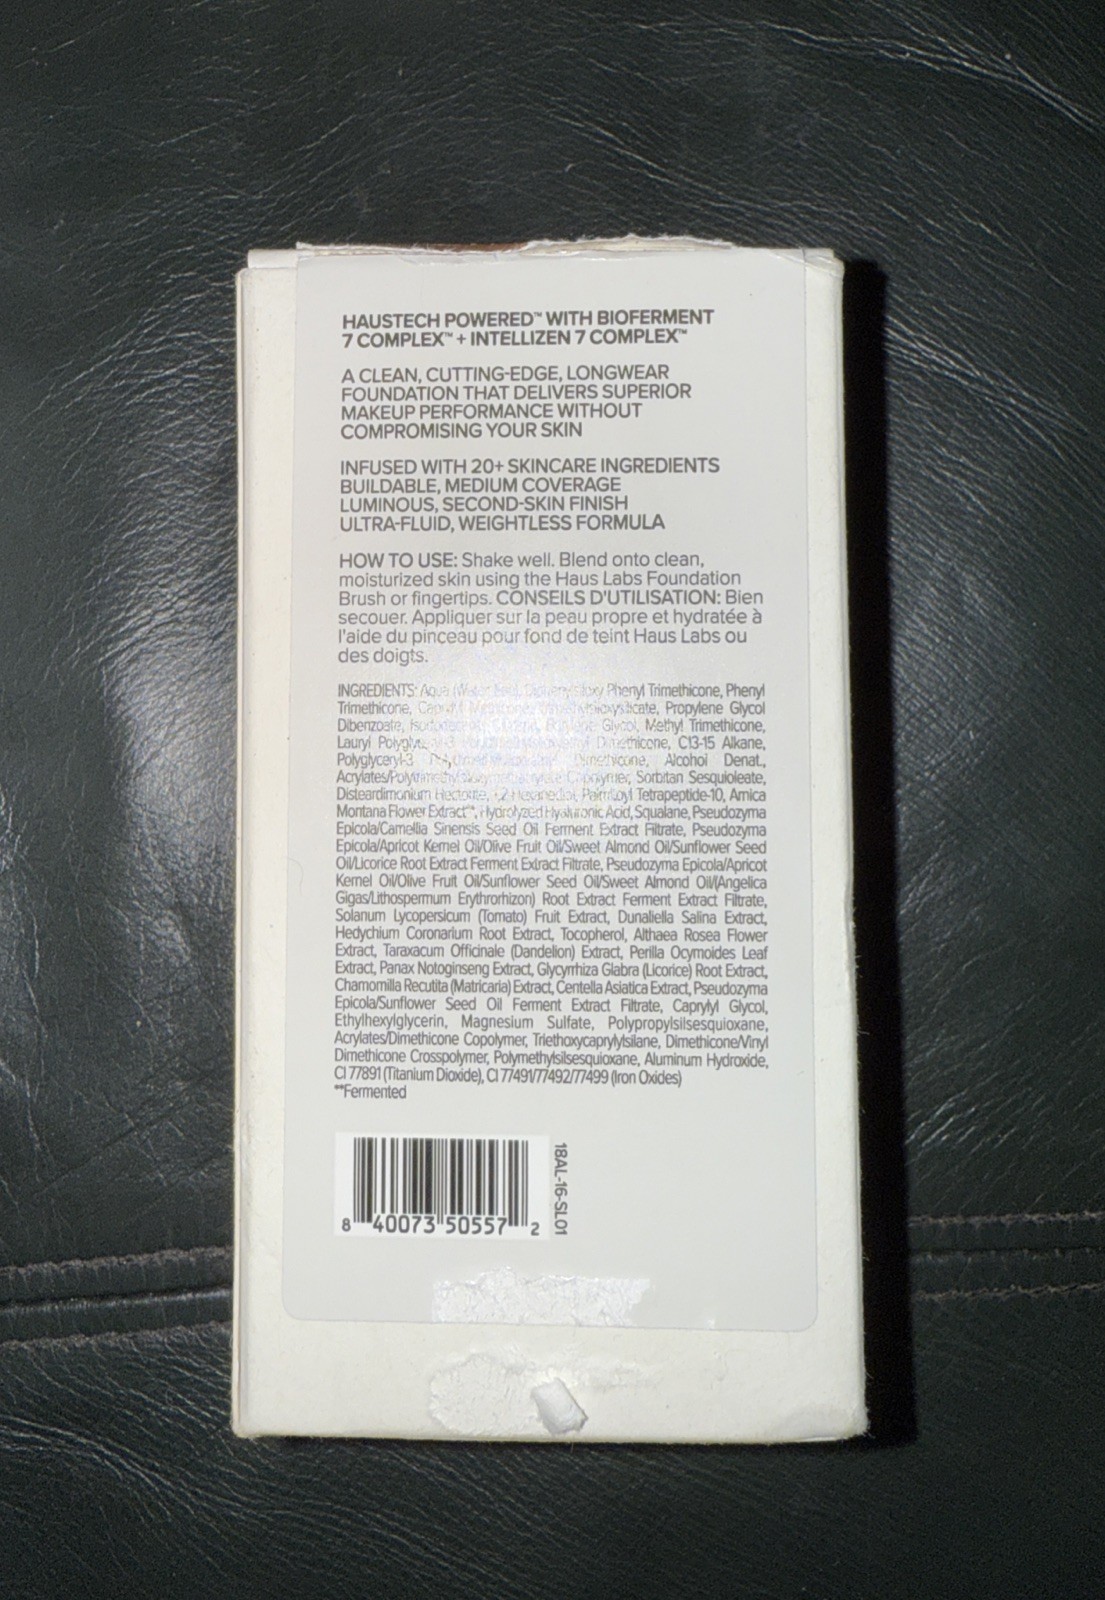 HAUSTECH POWERED™ WITH BIOFERMENT
7 COMPLEX™ + INTELLIZEN 7 COMPLEX™
A CLEAN, CUTTING-EDGE, LONGWEAR
FOUNDATION THAT DELIVERS SUPERIOR
MAKEUP PERFORMANCE WITHOUT
COMPROMISING YOUR SKIN
INFUSED WITH 20+ SKINCARE INGREDIENTS
BUILDABLE, MEDIUM COVERAGE
LUMINOUS, SECOND-SKIN FINISH
ULTRA-FLUID, WEIGHTLESS FORMULA
HOW TO USE: Shake well. Blend onto clean,
moisturized skin using the Haus Labs Foundation
Brush or fingertips. CONSEILS D'UTILISATION: Bien
secouer. Appliquer sur la peau propre et hydratée à
l'aide du pinceau pour fond de teint Haus Labs ou
des doigts.
INGREDIENTS: Aqua Phenyl Trimethicone, Phenyl
Trimethicone, Propylene Glycol
Dibenzoate, Glycol, Methyl Trimethicone,
Lauryl Dimethicone, C13-15 Alkane,
Polyglyceryl-3 Dimethicone, Alcohol Denat.,
Copolymer, Sorbitan Sesquioleate,
Disteardimonium Hectorite, Palmitoyl Tetrapeptide-10, Arnica
Montana Flower Extract**, Hydrolyzed Hyaluronic Acid, Squalane, Pseudozyma
Epicola/Camellia Sinensis Seed Oil Ferment Extract Filtrate, Pseudozyma
Epicola/Apricot Kernel Oil/Olive Fruit Oil/Sweet Almond Oil/Sunflower Seed
Oil/Licorice Root Extract Ferment Extract Filtrate, Pseudozyma Epicola/Apricot
Kernel Oil/Olive Fruit Oil/Sunflower Seed Oil/Sweet Almond Oil/(Angelica
Gigas/Lithospermum Erythrorhizon) Root Extract Ferment Extract Filtrate,
Solanum Lycopersicum (Tomato) Fruit Extract, Dunaliella Salina Extract,
Hedychium Coronarium Root Extract, Tocopherol, Althaea Rosea Flower
Extract, Taraxacum Officinale (Dandelion) Extract, Perilla Ocymoides Leaf
Extract, Panax Notoginseng Extract, Glycyrrhiza Glabra (Licorice) Root Extract,
Chamomilla Recutita (Matricaria) Extract, Centella Asiatica Extract, Pseudozyma
Epicola/Sunflower Seed Oil Ferment Extract Filtrate, Caprylyl Glycol,
Ethylhexylglycerin, Magnesium Sulfate, Polypropylsilsesquioxane,
Acrylates/Dimethicone Copolymer, Triethoxycaprylylsilane, Dimethicone/Vinyl
Dimethicone Crosspolymer, Polymethylsilsesquioxane, Aluminum Hydroxide,
CI 77891 (Titanium Dioxide), CI 77491/77492/77499 (Iron Oxides)
**Fermented
18AL-16-SL01
8 40073 50557 2